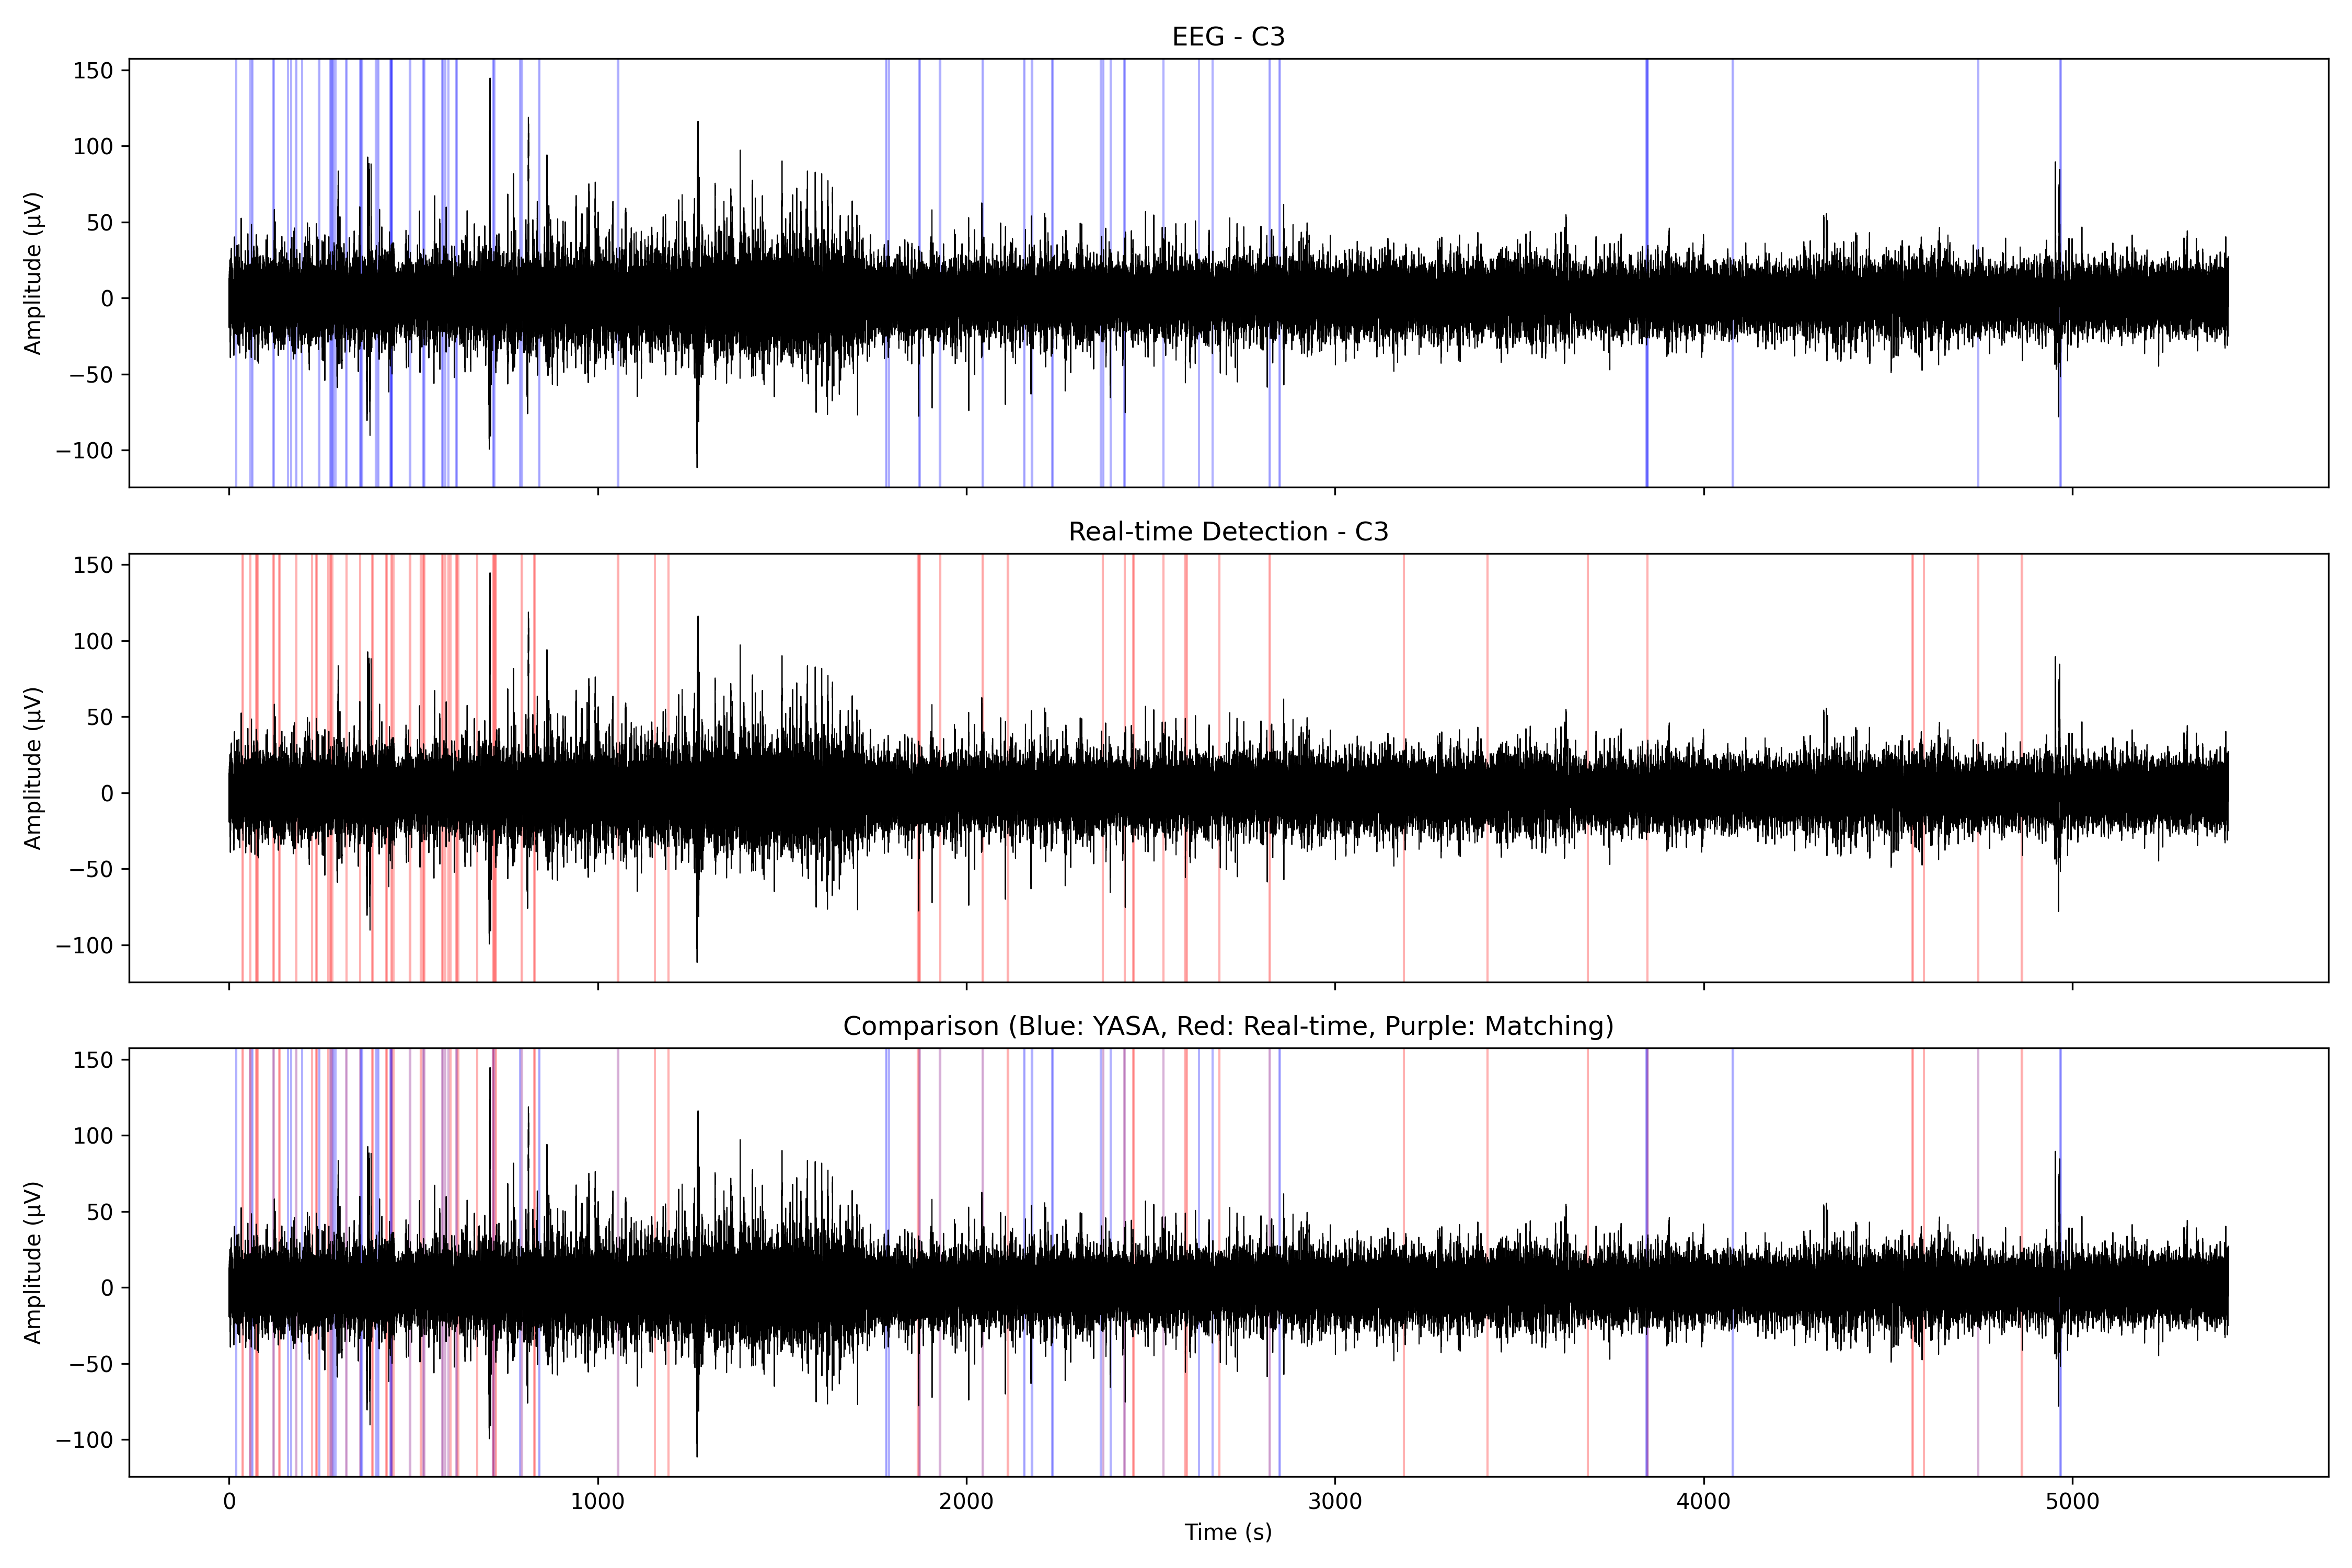 EEG - C3
150
100
50
0
−50
−100
Amplitude (µV)
Real-time Detection - C3
150
100
50
0
−50
−100
Amplitude (µV)
Comparison (Blue: YASA, Red: Real-time, Purple: Matching)
150
100
50
0
−50
−100
Amplitude (µV)
0 1000 2000 3000 4000 5000
Time (s)